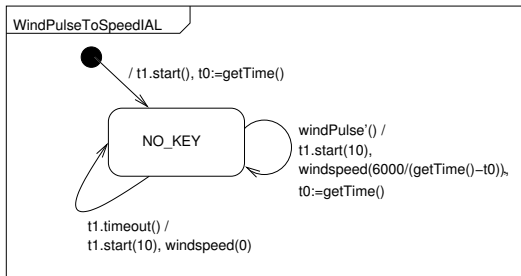 WindPulseToSpeedIAL
/ t1.start(), t0:=getTime()
NO_KEY
windPulse'() /
t1.start(10),
windspeed(6000/(getTime()−t0)),
t0:=getTime()
t1.timeout() /
t1.start(10), windspeed(0)